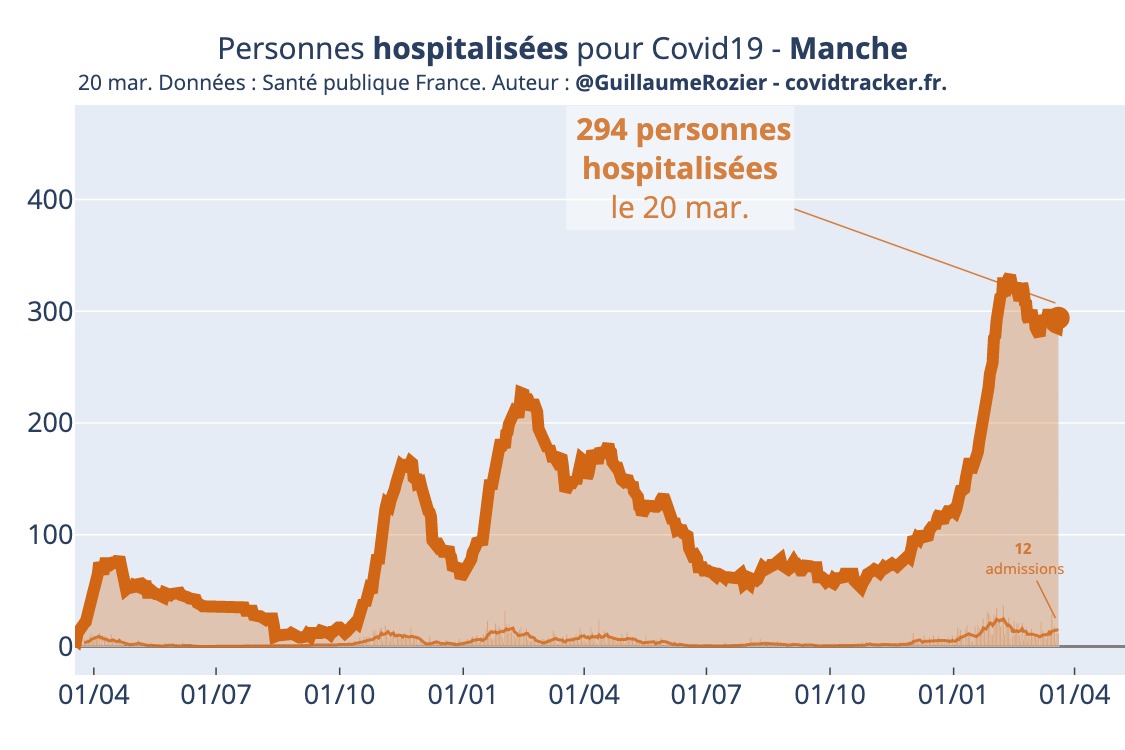 Personnes hospitalisées pour Covid19 - Manche
20 mar. Données : Santé publique France. Auteur : @GuillaumeRozier - covidtracker.fr.
294 personnes
hospitalisées
le 20 mar.
400
300
200
100
0
12
admissions
01/04
01/07
01/10
01/01
01/04
01/07
01/10
01/01
01/04